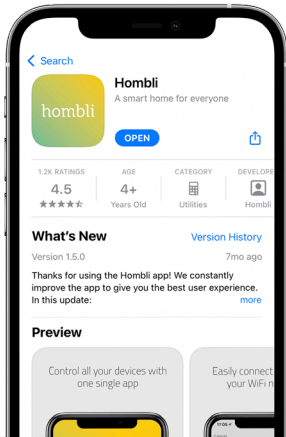 Search
hombli
Hombli
A smart home for everyone
OPEN
1.2K RATINGS AGE CATEGORY DEVELOPE
4.5 4+
Years Old Utilities Hombli
What's New Version History
Version 1.5.0 7mo ago
Thanks for using the Hombli app! We constantly
improve the app to give you the best user experience.
In this update: more
Preview
Control all your devices with
one single app
Easily connect
your WiFi n
17:05